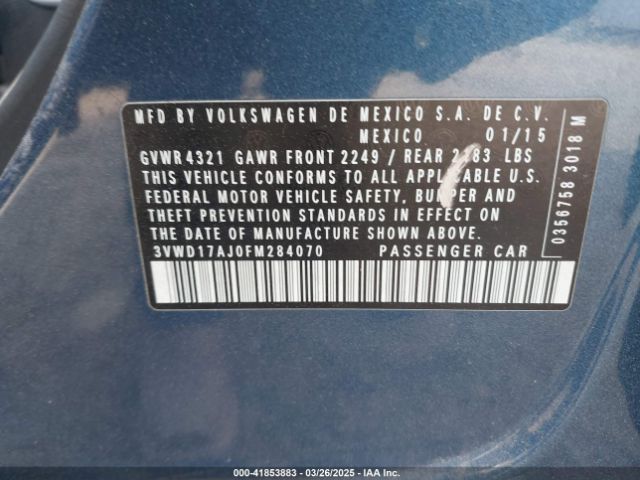 MFD BY VOLKSWAGEN DE MEXICO S.A. DE C.V.
MEXICO 01/15
GVWR 4321 GAWR FRONT 2249 / REAR 2183 LBS
THIS VEHICLE CONFORMS TO ALL APPLICABLE U.S.
FEDERAL MOTOR VEHICLE SAFETY, BUMPER AND
THEFT PREVENTION STANDARDS IN EFFECT ON
THE DATE OF MANUFACTURE SHOWN ABOVE.
3VWD17AJ0FM284070 PASSENGER CAR
0356758 3018 M
000-41853883 - 03/26/2025 - IAA Inc.